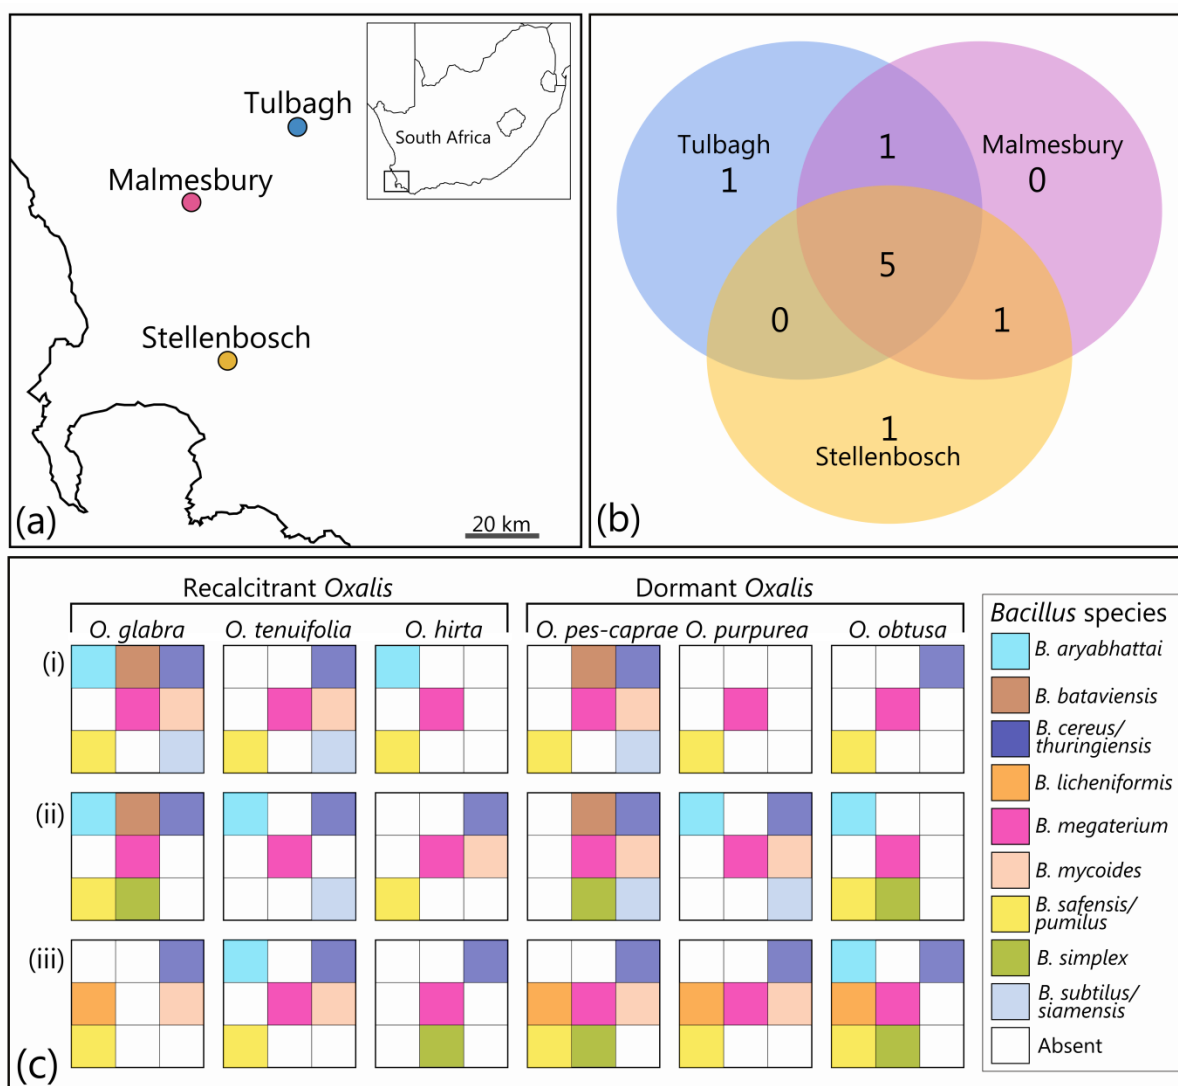 Tulbagh
Malmesbury
Stellenbosch
South Africa
20 km
(a)
Tulbagh
1
1
Malmesbury
0
5
0
1
1
Stellenbosch
(b)
Recalcitrant Oxalis
Dormant Oxalis
O. glabra
O. tenuifolia
O. hirta
O. pes-caprae
O. purpurea
O. obtusa
(i)
(ii)
(iii)
(c)
Bacillus species
B. aryabhattai
B. bataviensis
B. cereus/
thuringiensis
B. licheniformis
B. megaterium
B. mycoides
B. safensis/
pumilus
B. simplex
B. subtilus/
siamensis
Absent